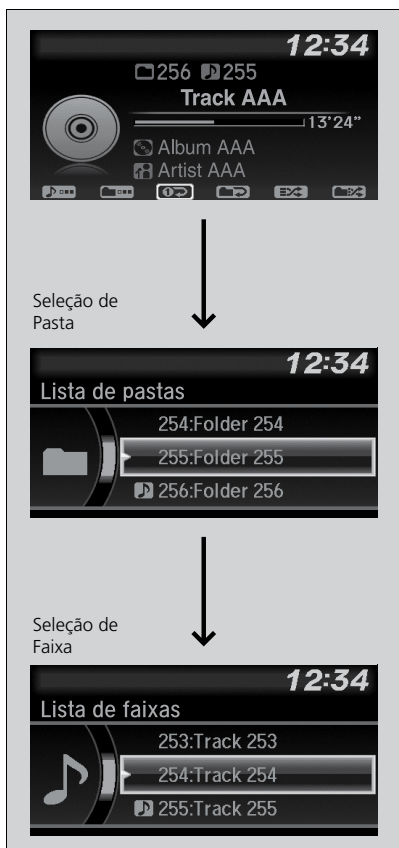 12:34
256 255
Track AAA
13'24"
Album AAA
Artist AAA
Seleção de
Pasta
12:34
Lista de pastas
254:Folder 254
255:Folder 255
256:Folder 256
Seleção de
Faixa
12:34
Lista de faixas
253:Track 253
254:Track 254
255:Track 255